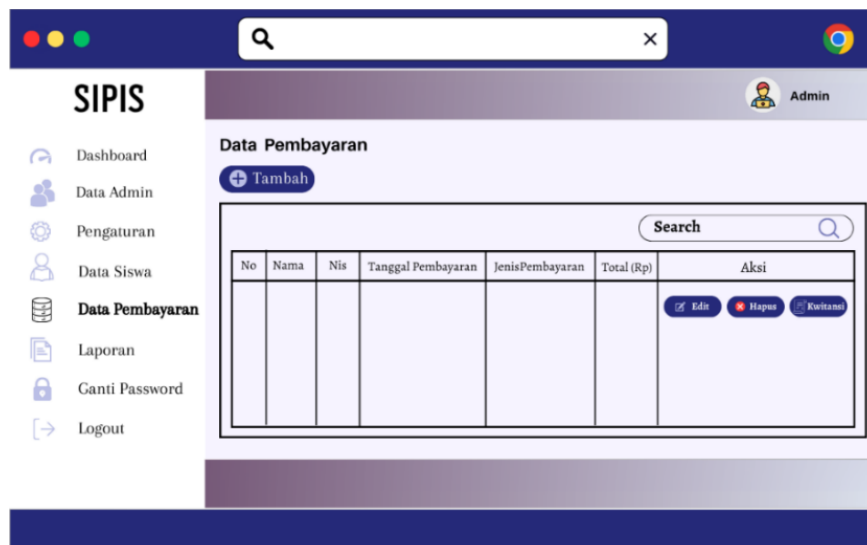 SIPIS
Admin
Dashboard
Data Admin
Pengaturan
Data Siswa
Data Pembayaran
Laporan
Ganti Password
Logout
Data Pembayaran
Tambah
Search
No Nama Nis Tanggal Pembayaran JenisPembayaran Total (Rp) Aksi
Edit Hapus Kwitansi